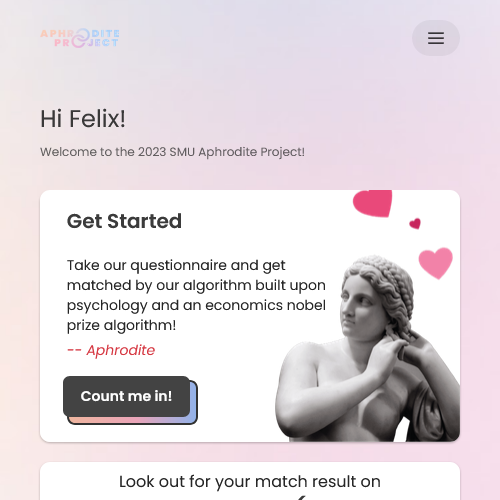 APHRODITE
PROJECT
Hi Felix!
Welcome to the 2023 SMU Aphrodite Project!
Get Started
Take our questionnaire and get
matched by our algorithm built upon
psychology and an economics nobel
prize algorithm!
-- Aphrodite
Count me in!
Look out for your match result on